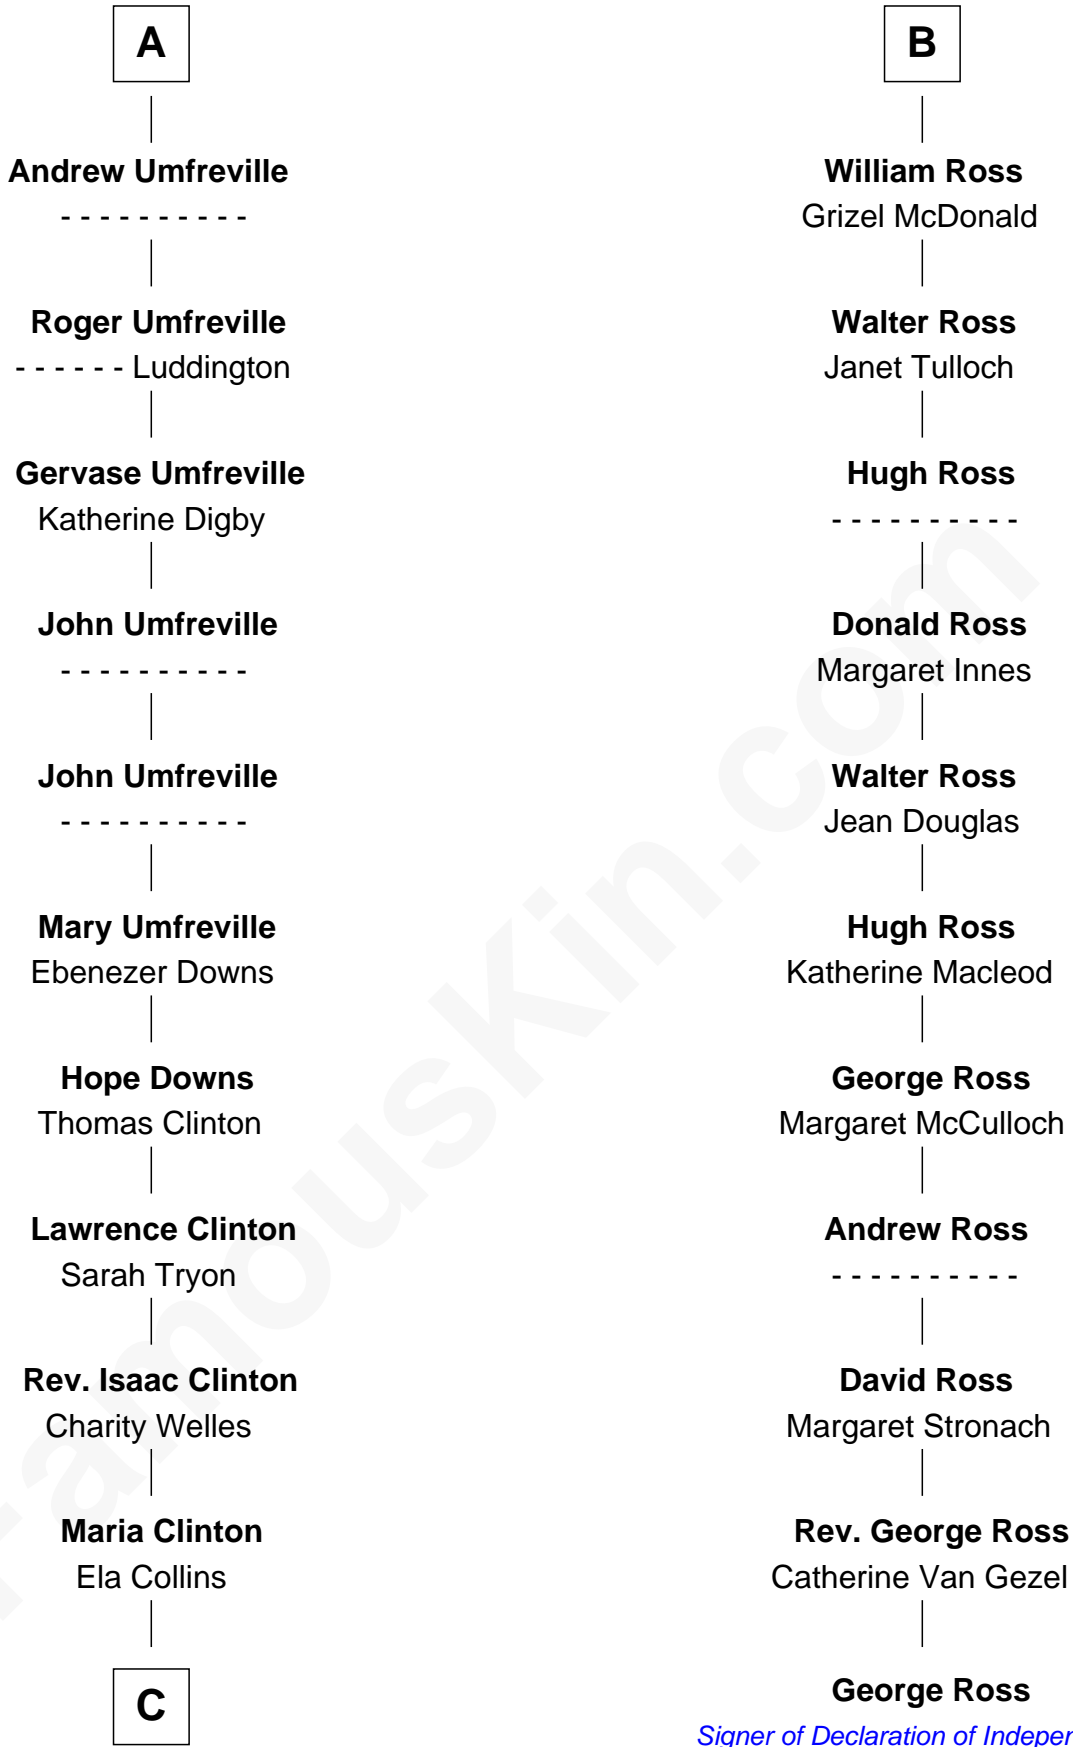 A
Andrew Umfreville
- - - - - - - - - -
Roger Umfreville
- - - - - - Luddington
Gervase Umfreville
Katherine Digby
John Umfreville
- - - - - - - - - -
John Umfreville
- - - - - - - - - -
Mary Umfreville
Ebenezer Downs
Hope Downs
Thomas Clinton
Lawrence Clinton
Sarah Tryon
Rev. Isaac Clinton
Charity Welles
Maria Clinton
Ela Collins
C
B
William Ross
Grizel McDonald
Walter Ross
Janet Tulloch
Hugh Ross
- - - - - - - - - -
Donald Ross
Margaret Innes
Walter Ross
Jean Douglas
Hugh Ross
Katherine Macleod
George Ross
Margaret McCulloch
Andrew Ross
- - - - - - - - - -
David Ross
Margaret Stronach
Rev. George Ross
Catherine Van Gezel
George Ross
Signer of Declaration of
FamousKin.com